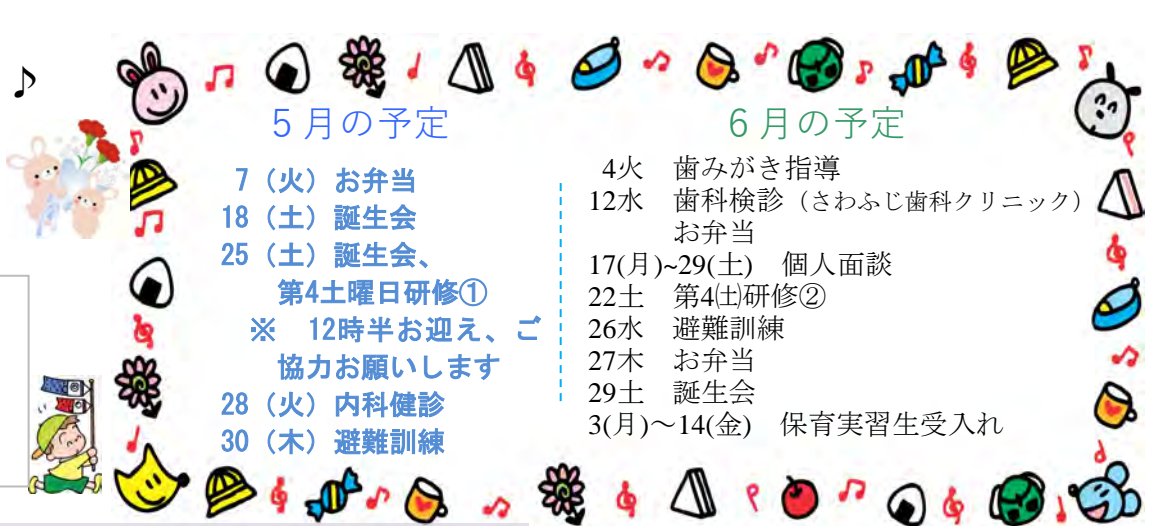 5月の予定
7（火）お弁当
18（土）誕生会
25（土）誕生会、
第4土曜日研修①
※　12時半お迎え、ご
協力お願いします
28（火）内科健診
30（木）避難訓練
6月の予定
4火　歯みがき指導
12水　歯科検診（さわふじ歯科クリニック）
お弁当
17(月)~29(土)　個人面談
22土　第4㈯研修②
26水　避難訓練
27木　お弁当
29土　誕生会
3(月)～14(金)　保育実習生受入れ